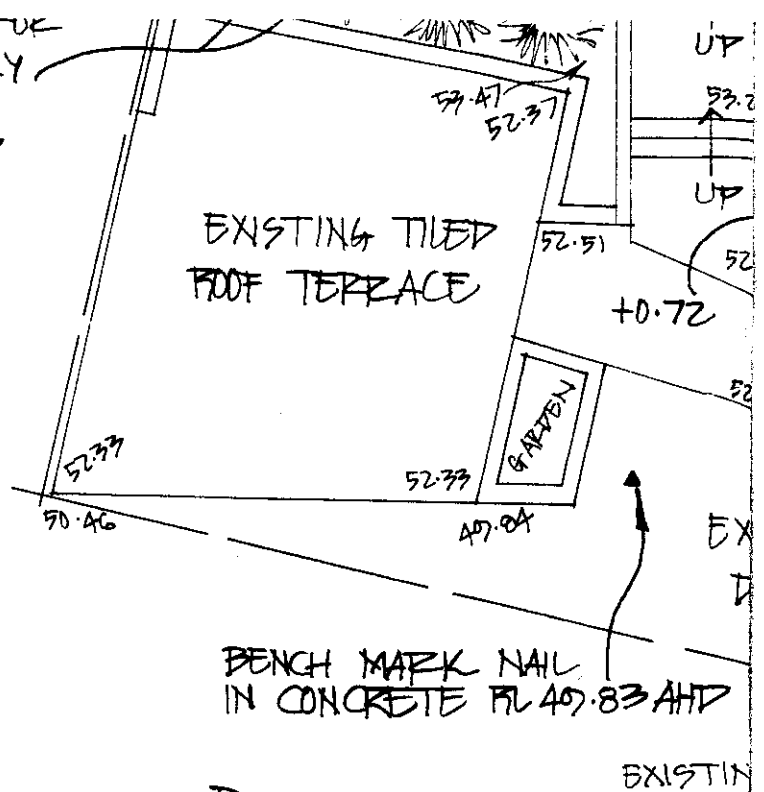 UP
53.47
52.37
UP
EXISTING TILED
ROOF TERRACE
52.51
+0.72
GARDEN
52.33
52.33
50.46
49.84
BENCH MARK NAIL
IN CONCRETE RL 49.83 AHD